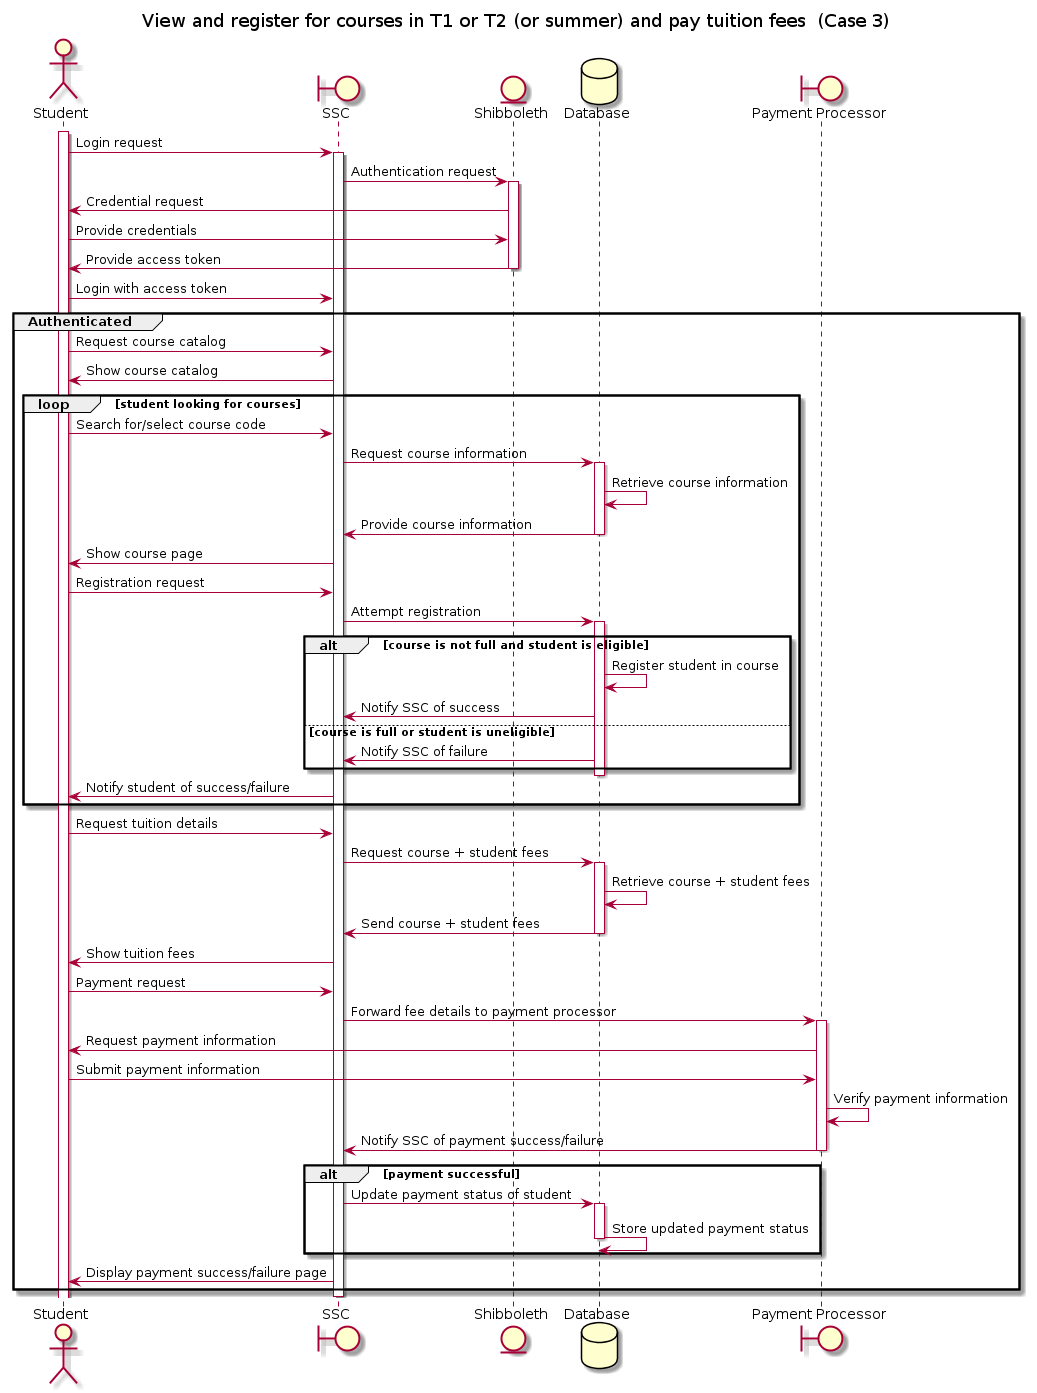 View and register for courses in T1 or T2 (or summer) and pay tuition fees  (Case 3)
Student
SSC
Shibboleth
Database
Payment Processor
Login request
Authentication request
Credential request
Provide credentials
Provide access token
Login with access token
Authenticated
Request course catalog
Show course catalog
loop [student looking for courses]
Search for/select course code
Request course information
Retrieve course information
Provide course information
Show course page
Registration request
Attempt registration
alt [course is not full and student is eligible]
Register student in course
Notify SSC of success
[course is full or student is uneligible]
Notify SSC of failure
Notify student of success/failure
Request tuition details
Request course + student fees
Retrieve course + student fees
Send course + student fees
Show tuition fees
Payment request
Forward fee details to payment processor
Request payment information
Submit payment information
Verify payment information
Notify SSC of payment success/failure
alt [payment successful]
Update payment status of student
Store updated payment status
Display payment success/failure page
Student
SSC
Shibboleth
Database
Payment Processor